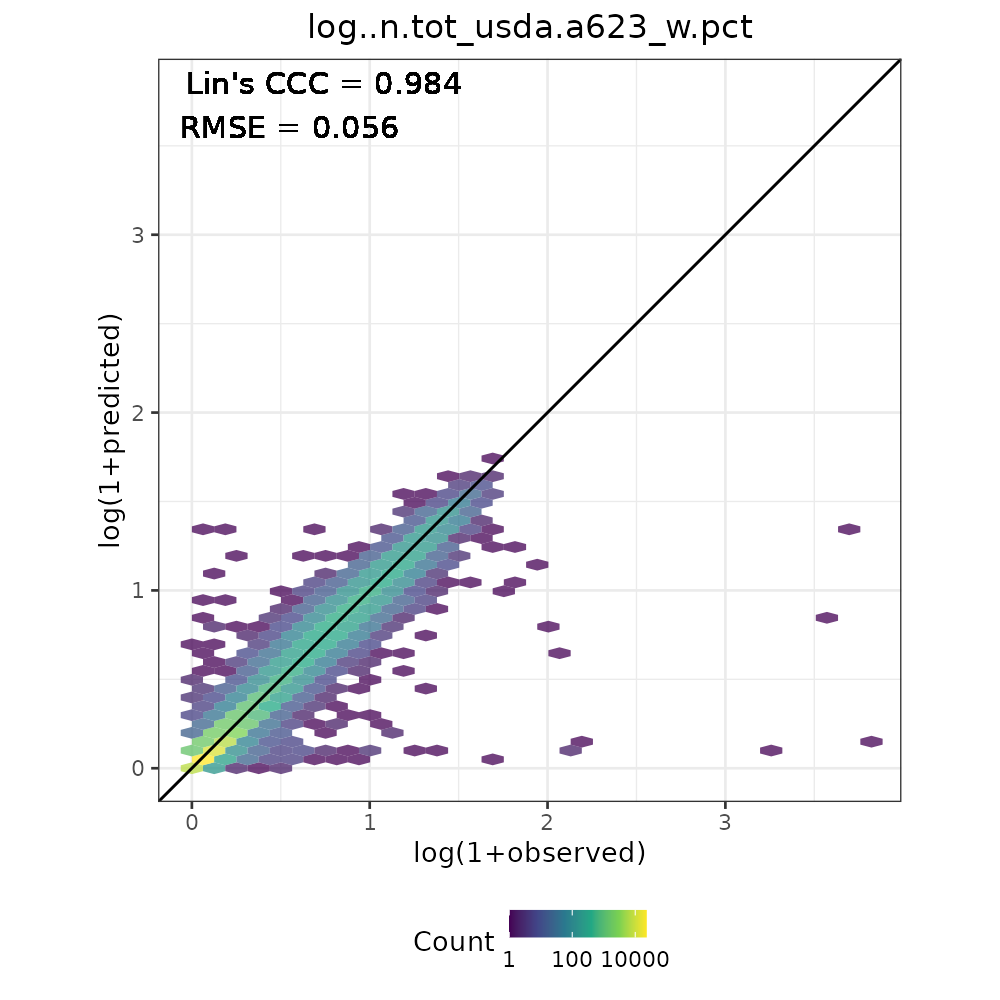 log..n.tot_usda.a623_w.pct
Lin's CCC = 0.984
RMSE = 0.056
log(1+predicted)
3
2
1
0
0 1 2 3
log(1+observed)
Count
1 100 10000